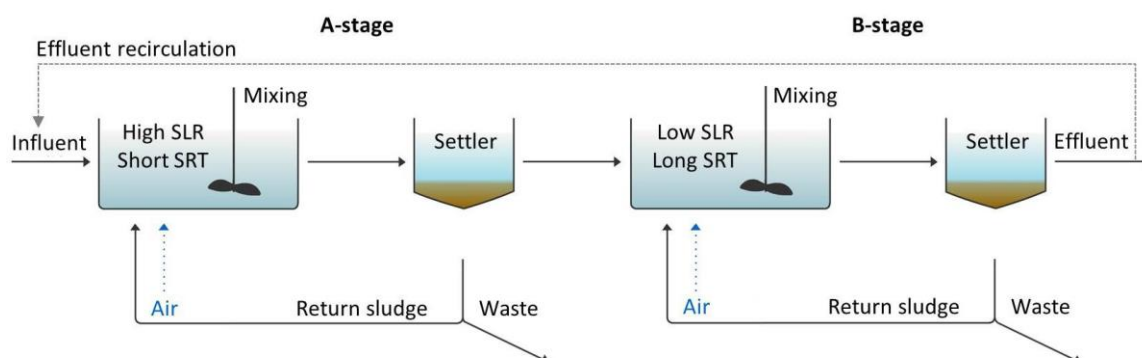 A-stage
B-stage
Effluent recirculation
Mixing
Mixing
Influent
High SLR
Short SRT
Settler
Low SLR
Long SRT
Settler
Effluent
Air
Return sludge
Waste
Air
Return sludge
Waste